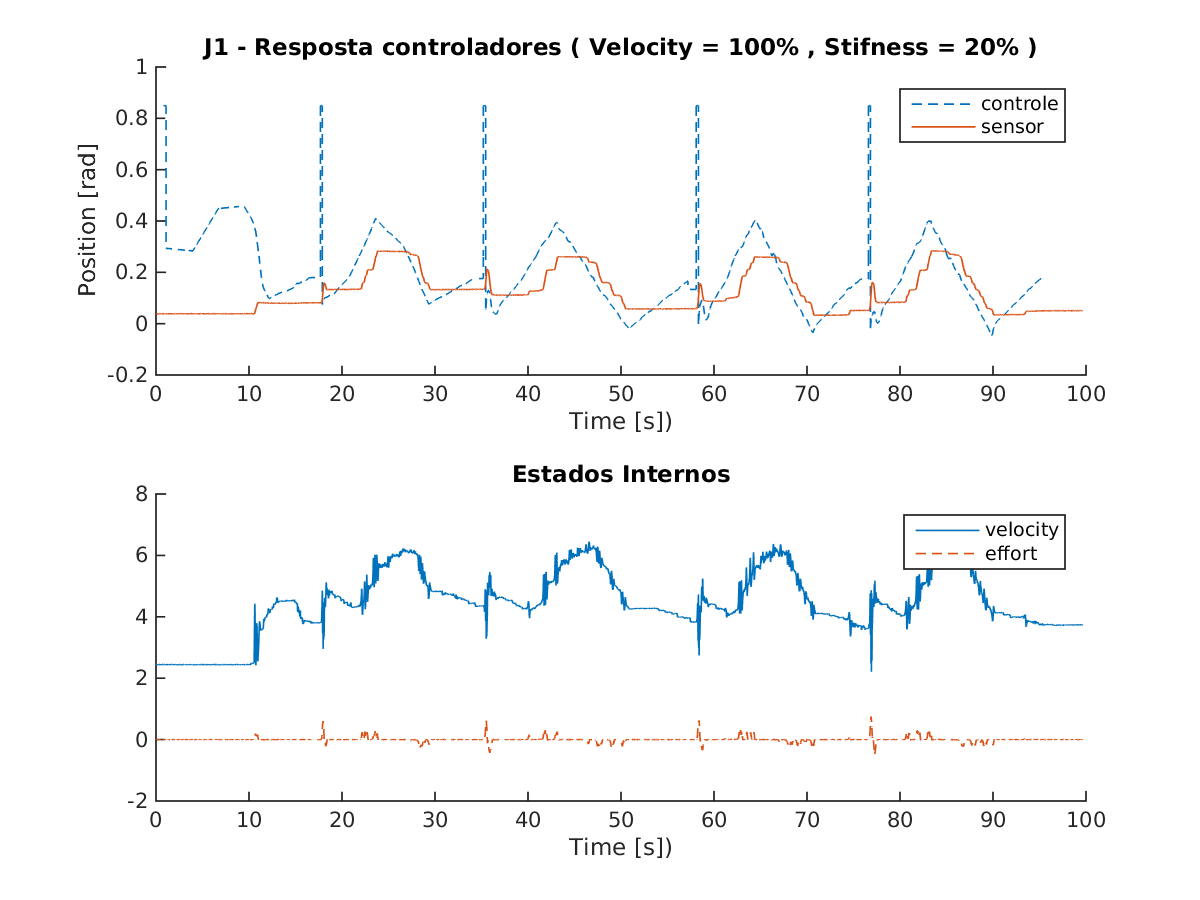 J1 - Resposta controladores ( Velocity = 100% , Stifness = 20% )
1
0.8
0.6
0.4
0.2
0
-0.2
Position [rad]
controle
sensor
0 10 20 30 40 50 60 70 80 90 100
Time [s])
Estados Internos
8
6
4
2
0
-2
velocity
effort
0 10 20 30 40 50 60 70 80 90 100
Time [s])